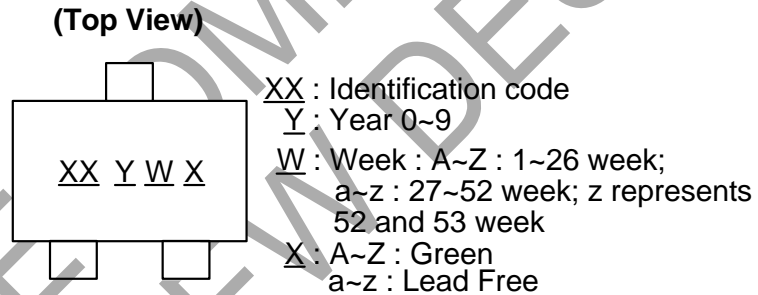 (Top View)
XX : Identification code
Y : Year 0~9
XX Y W X
W : Week : A~Z : 1~26 week;
a~z : 27~52 week; z represents
52 and 53 week
X : A~Z : Green
a~z : Lead Free